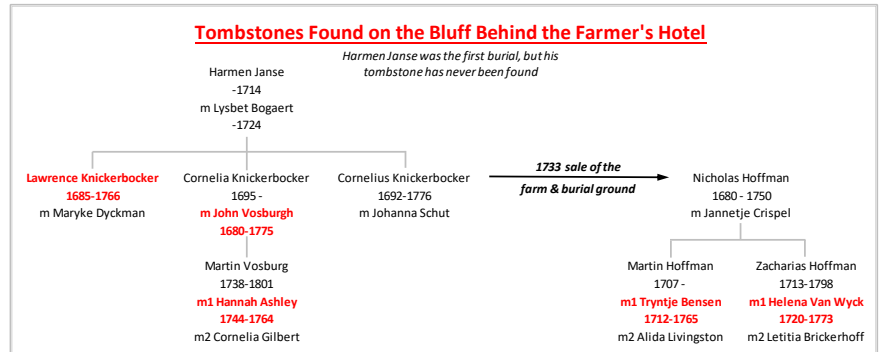 Tombstones Found on the Bluff Behind the Farmer's Hotel
Harmen Janse was the first burial, but his
tombstone has never been found
Harmen Janse
-1714
m Lysbet Bogaert
-1724
Lawrence Knickerbocker
1685-1766
m Maryke Dyckman
Cornelia Knickerbocker
1695 -
m John Vosburgh
1680-1775
Cornelius Knickerbocker
1692-1776
m Johanna Schut
1733 sale of the
farm & burial ground
Nicholas Hoffman
1680 - 1750
m Jannetje Crispel
Martin Vosburg
1738-1801
m1 Hannah Ashley
1744-1764
m2 Cornelia Gilbert
Martin Hoffman
1707 -
m1 Tryntje Bensen
1712-1765
m2 Alida Livingston
Zacharias Hoffman
1713-1798
m1 Helena Van Wyck
1720-1773
m2 Letitia Brickerhoff